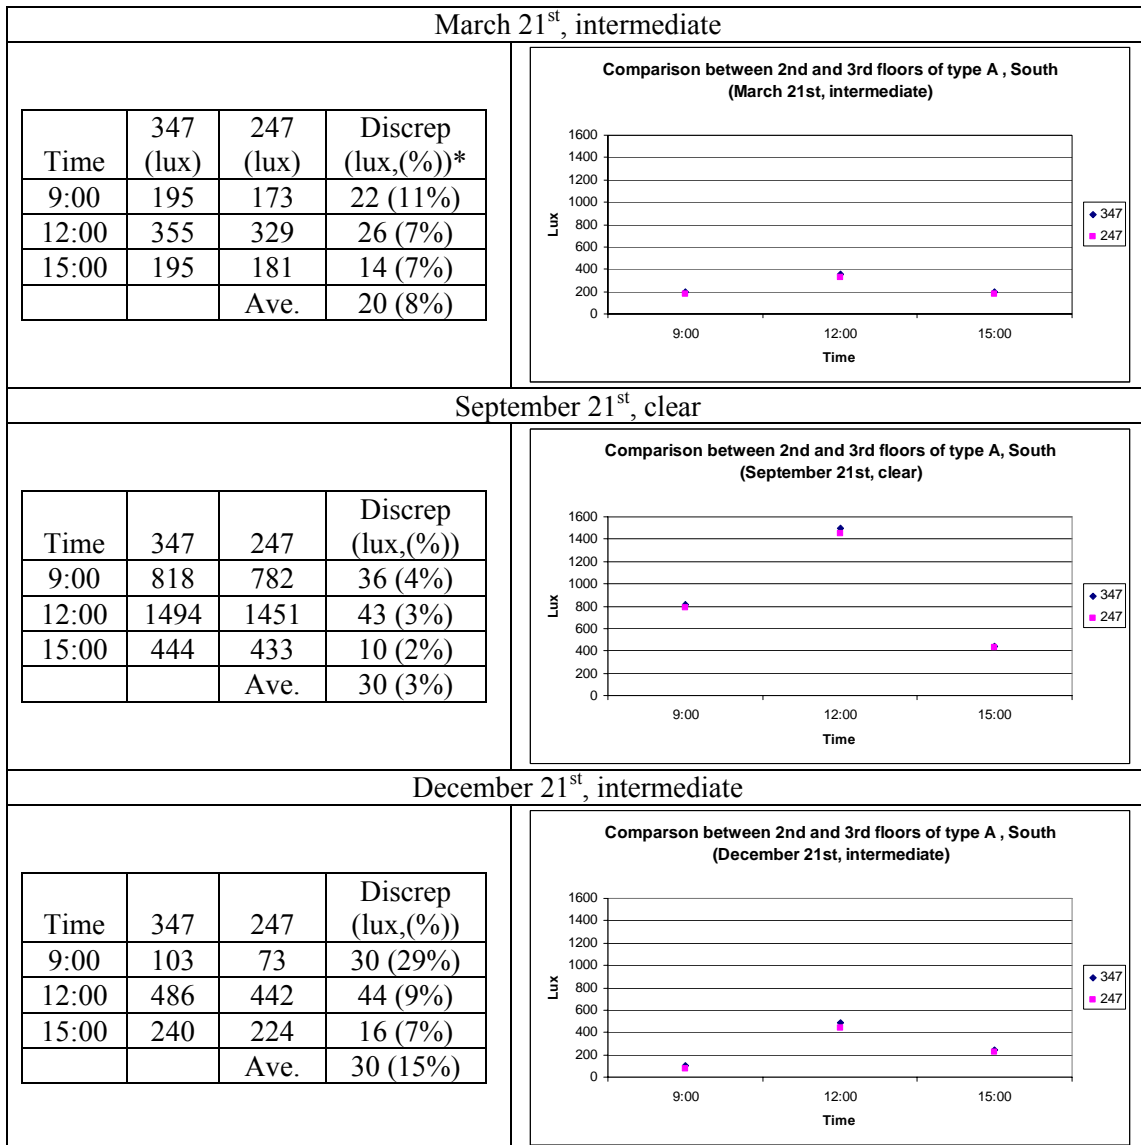 March 21st, intermediate
Time 347 (lux) 247 (lux) Discrep (lux,(%))*
9:00 195 173 22 (11%)
12:00 355 329 26 (7%)
15:00 195 181 14 (7%)
Ave. 20 (8%)
Comparison between 2nd and 3rd floors of type A , South
(March 21st, intermediate)
Lux
1600
1400
1200
1000
800
600
400
200
0
9:00 12:00 15:00
Time
347
247
September 21st, clear
Time 347 247 Discrep (lux,(%))
9:00 818 782 36 (4%)
12:00 1494 1451 43 (3%)
15:00 444 433 10 (2%)
Ave. 30 (3%)
Comparison between 2nd and 3rd floors of type A, South
(September 21st, clear)
Lux
1600
1400
1200
1000
800
600
400
200
0
9:00 12:00 15:00
Time
347
247
December 21st, intermediate
Time 347 247 Discrep (lux,(%))
9:00 103 73 30 (29%)
12:00 486 442 44 (9%)
15:00 240 224 16 (7%)
Ave. 30 (15%)
Comparson between 2nd and 3rd floors of type A , South
(December 21st, intermediate)
Lux
1600
1400
1200
1000
800
600
400
200
0
9:00 12:00 15:00
Time
347
247